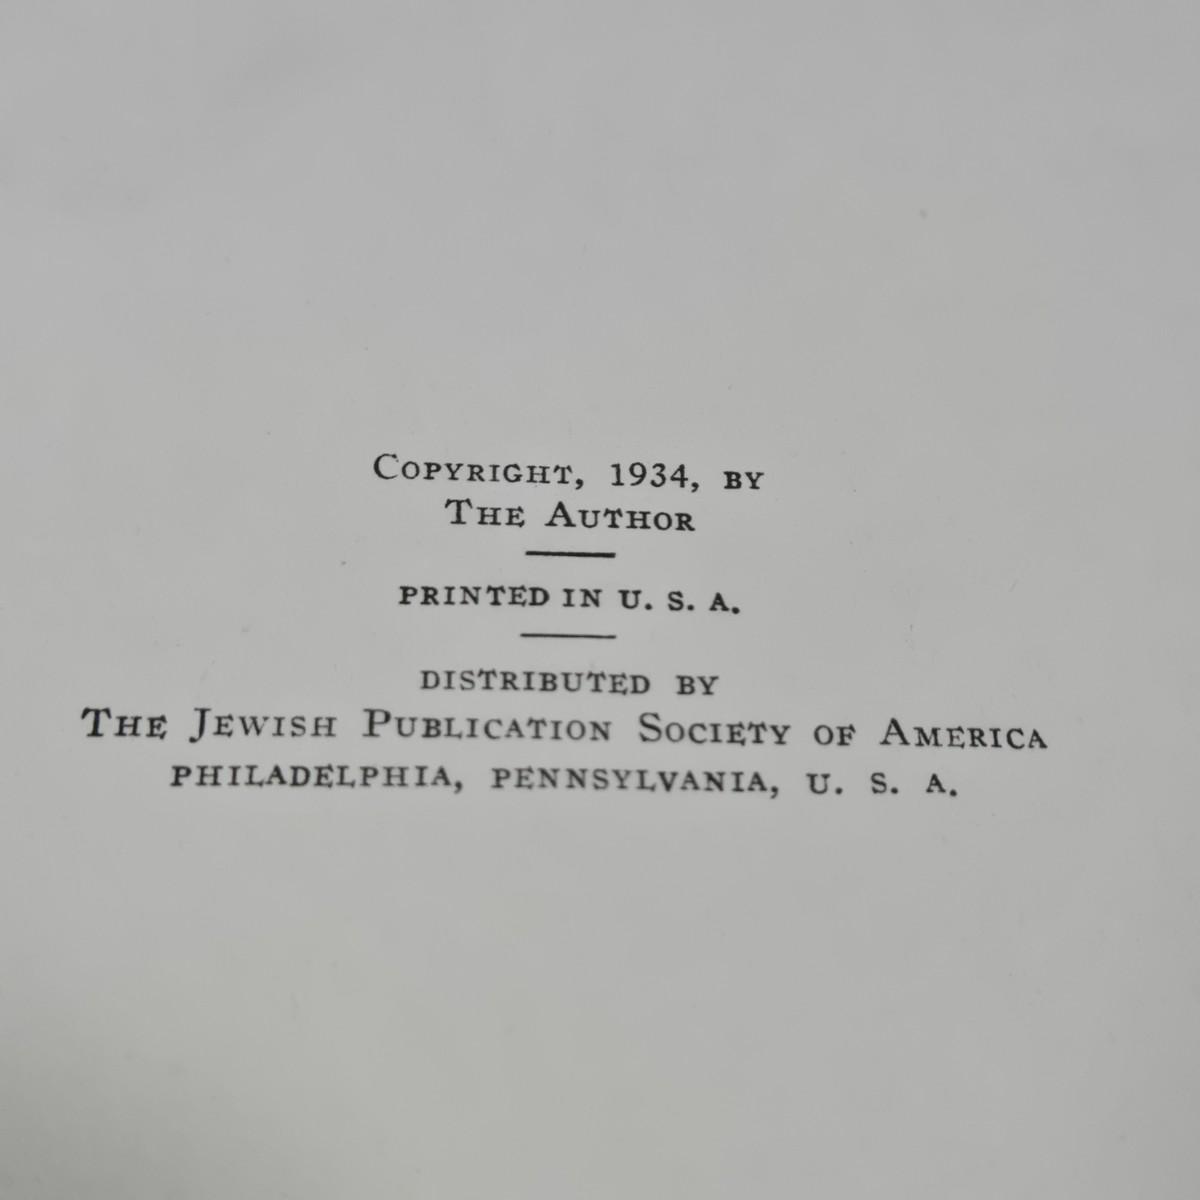 Copyright, 1934, by
The Author
PRINTED IN U. S. A.
DISTRIBUTED BY
The Jewish Publication Society of America
PHILADELPHIA, PENNSYLVANIA, U. S. A.